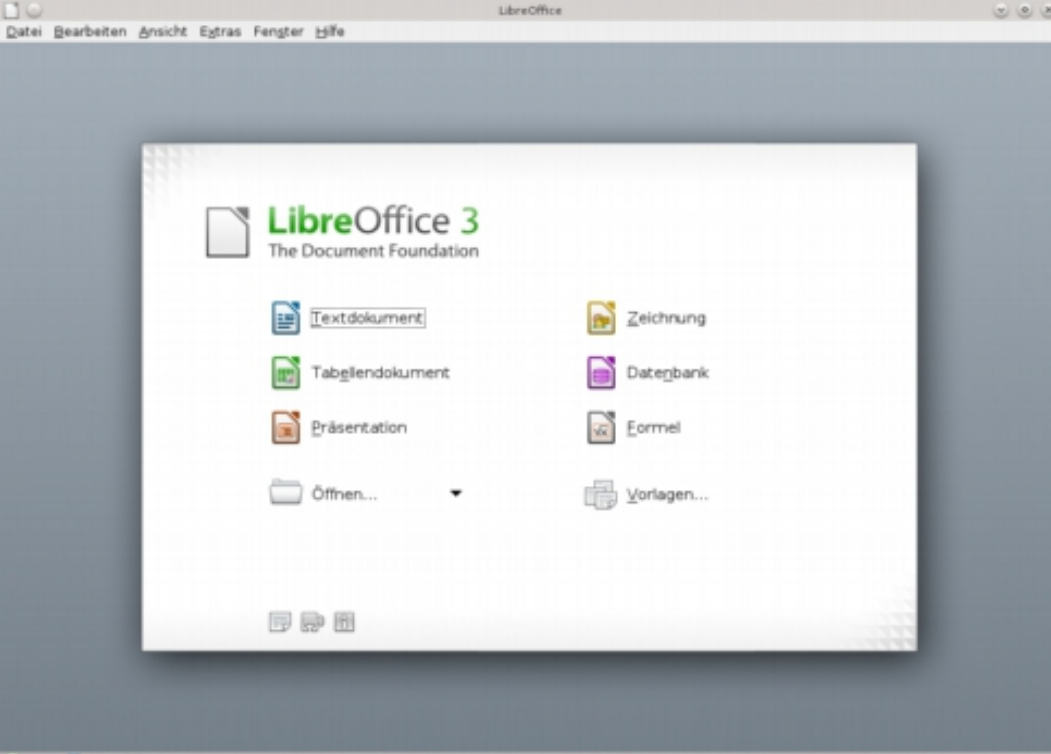 LibreOffice
Datei Bearbeiten Ansicht Extras Fenster Hilfe
LibreOffice 3
The Document Foundation
Textdokument
Zeichnung
Tabellendokument
Datenbank
Präsentation
Formel
Öffnen...
Vorlagen...